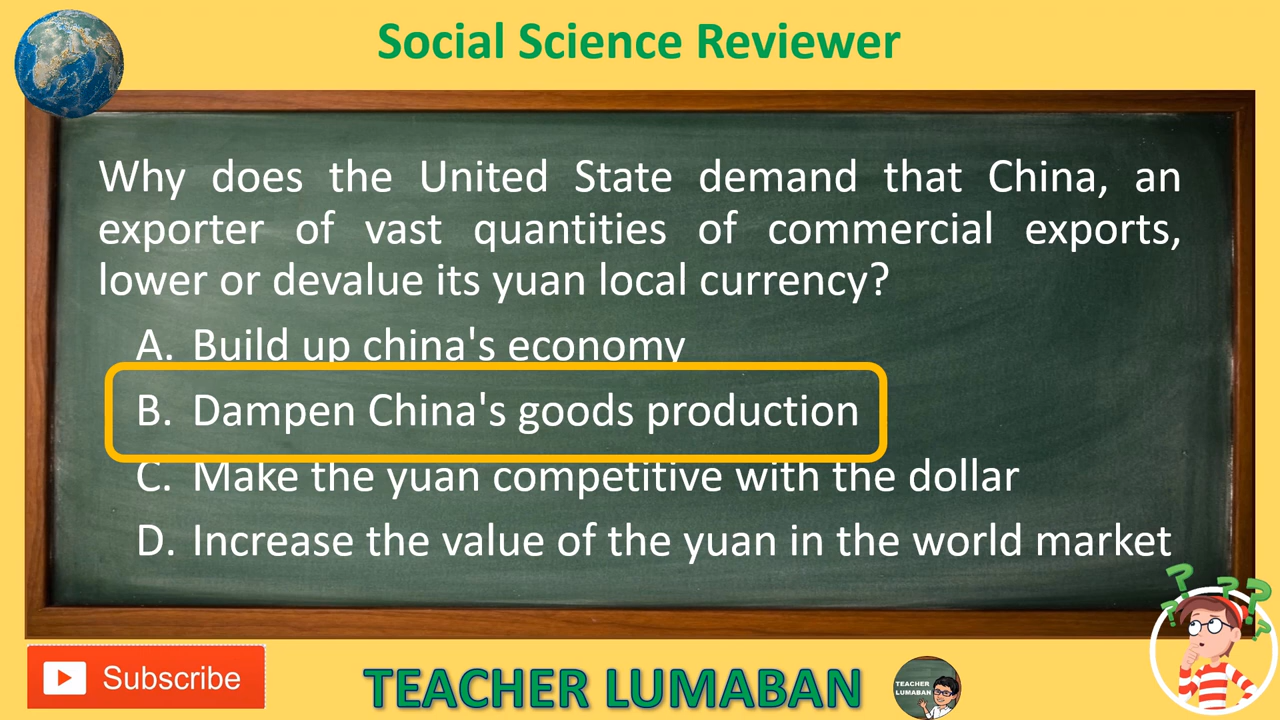 Social Science Reviewer
Why does the United State demand that China, an
exporter of vast quantities of commercial exports,
lower or devalue its yuan local currency?
A. Build up china's economy
B. Dampen China's goods production
C. Make the yuan competitive with the dollar
D. Increase the value of the yuan in the world market
Subscribe
TEACHER LUMABAN
TEACHER
LUMABAN